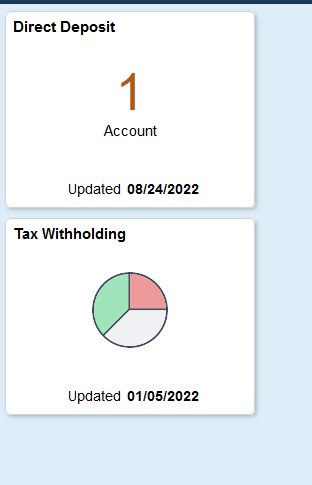 Direct Deposit
1
Account
Updated 08/24/2022
Tax Withholding
Updated 01/05/2022